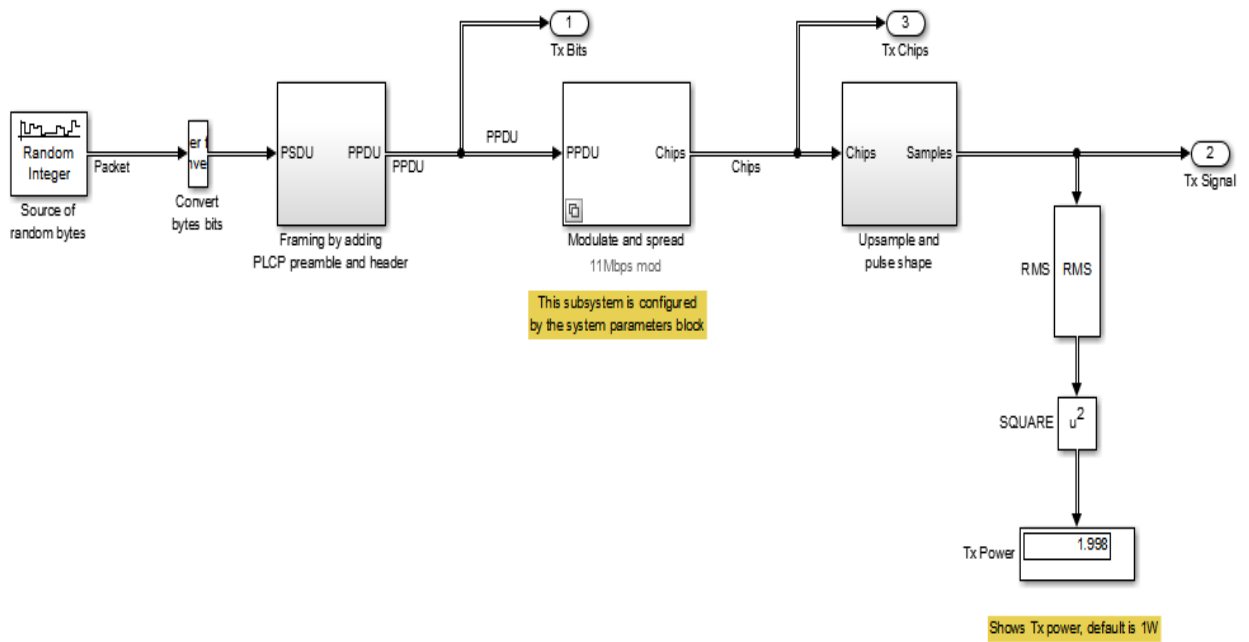 1
Tx Bits
3
Tx Chips
Random
Integer
Source of
random bytes
Packet
Convert
bytes bits
PSDU
PPDU
Framing by adding
PLCP preamble and header
PPDU
PPDU
PPDU
Chips
Modulate and spread
11Mbps mod
This subsystem is configured
by the system parameters block
Chips
Chips
Samples
Upsample and
pulse shape
2
Tx Signal
RMS
RMS
SQUARE
u²
Tx Power
1.998
Shows Tx power, default is 1W